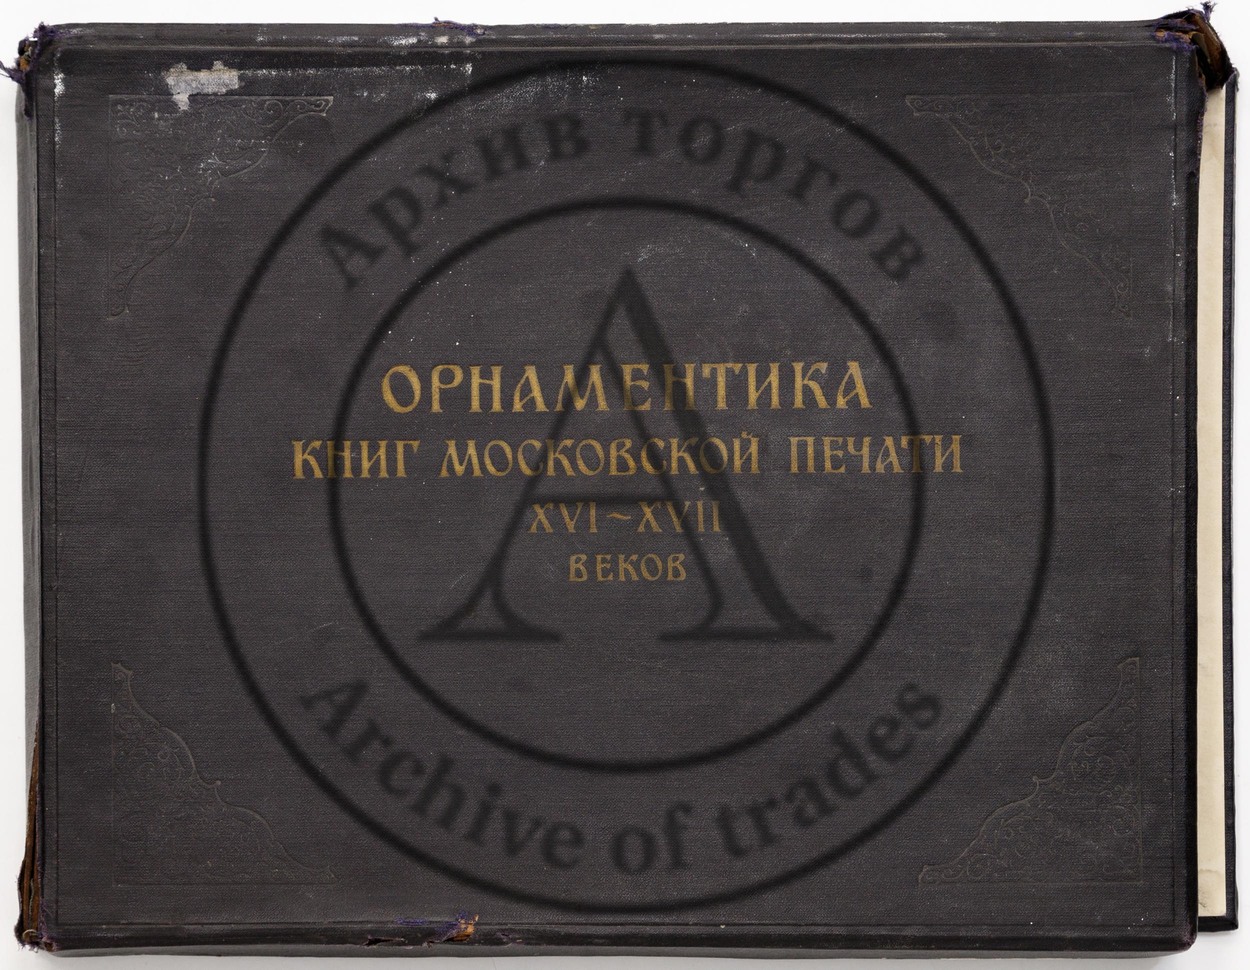 Архив торгов
ОРНАМЕНТИКА
КНИГ МОСКОВСКОЙ ПЕЧАТИ
XVI~XVII
ВЕКОВ
A
Archive of trades